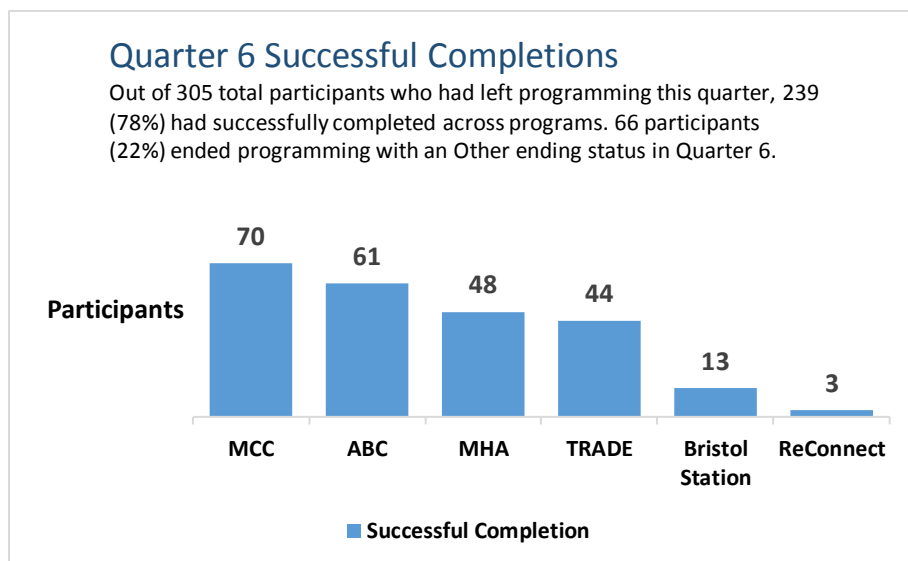 Quarter 6 Successful Completions
Out of 305 total participants who had left programming this quarter, 239
(78%) had successfully completed across programs. 66 participants
(22%) ended programming with an Other ending status in Quarter 6.
70
61
48
44
13
3
Participants
MCC
ABC
MHA
TRADE
Bristol
Station
ReConnect
Successful Completion